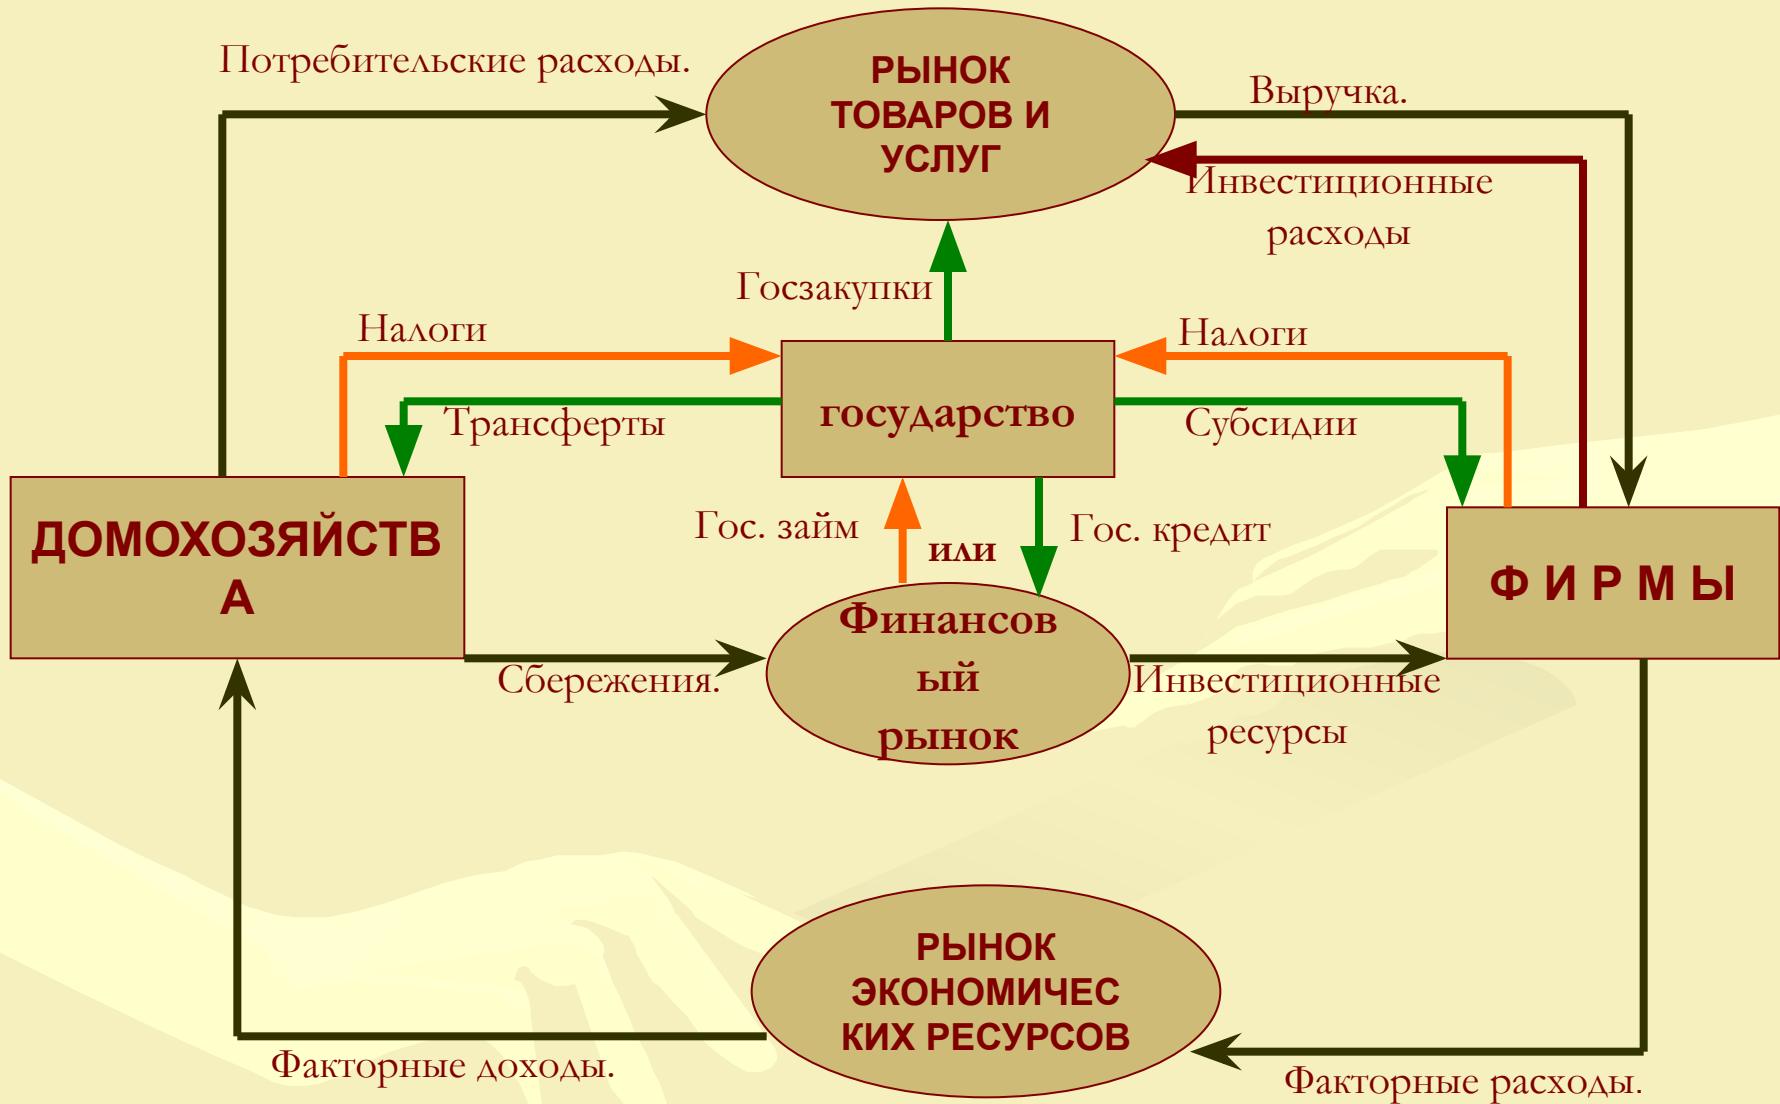 Потребительские расходы.
РЫНОК
ТОВАРОВ И
УСЛУГ
Выручка.
Инвестиционные
расходы
Госзакупки
Налоги
Налоги
Трансферты
государство
Субсидии
ДОМОХОЗЯЙСТВ
А
Гос. займ
или
Гос. кредит
Ф И Р М Ы
Финансов
ый
рынок
Сбережения.
Инвестиционные
ресурсы
РЫНОК
ЭКОНОМИЧЕС
КИХ РЕСУРСОВ
Факторные доходы.
Факторные расходы.